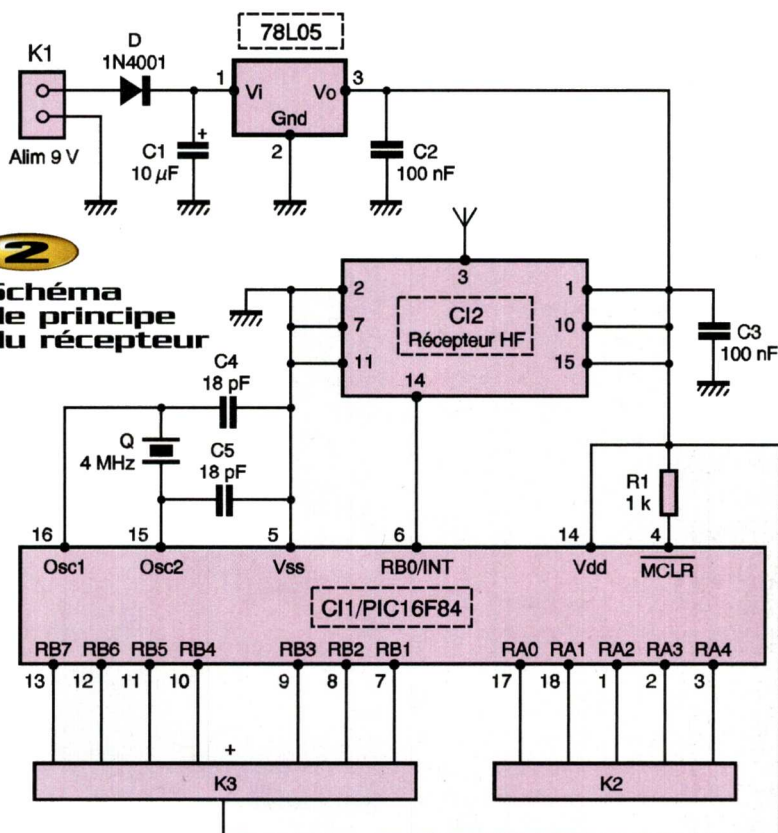 K1
Alim 9 V
D
1N4001
78L05
1
Vi
Vo
3
Gnd
2
+
C1
10 µF
C2
100 nF
2
Schéma
de principe
du récepteur
3
2
7
11
CI2
Récepteur HF
14
1
10
15
C3
100 nF
C4
18 pF
Q
4 MHz
C5
18 pF
R1
1 k
16
15
5
6
14
4
Osc1
Osc2
Vss
RB0/INT
Vdd
MCLR
CI1/PIC16F84
RB7
RB6
RB5
RB4
RB3
RB2
RB1
RA0
RA1
RA2
RA3
RA4
13
12
11
10
9
8
7
17
18
1
2
3
+
K3
K2